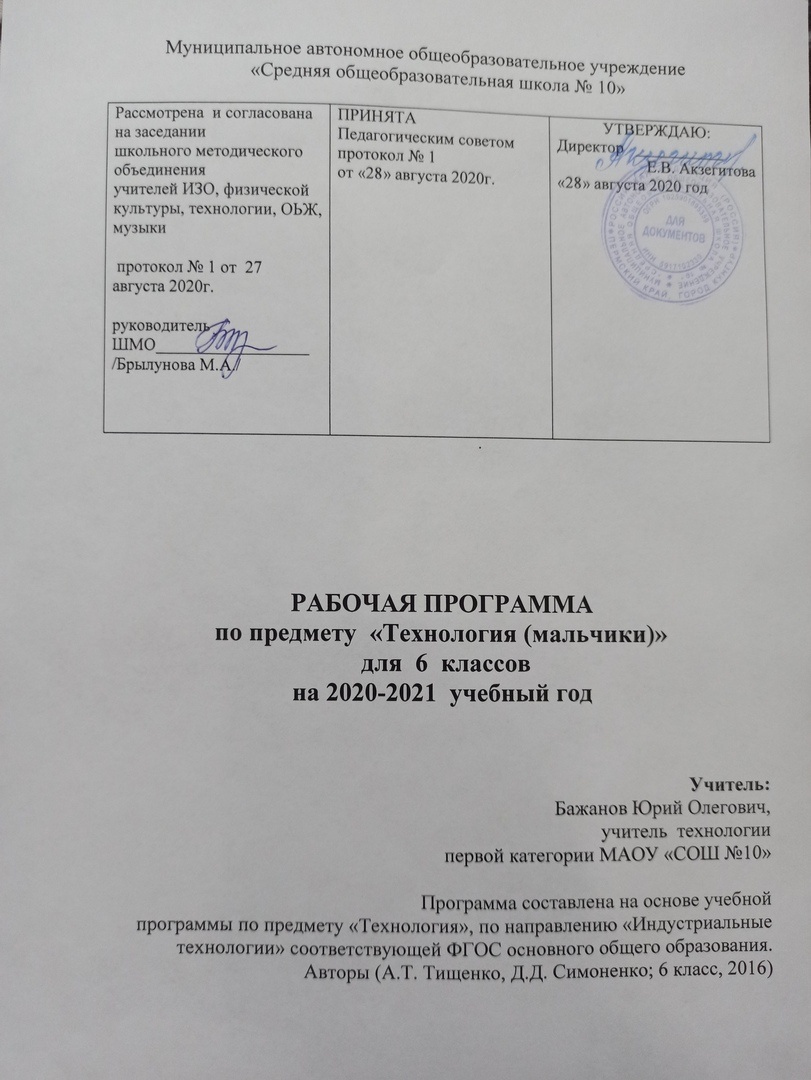 Муниципальное автономное общеобразовательное учреждение
«Средняя общеобразовательная школа № 10»
Рассмотрена и согласована
на заседании
школьного методического
объединения
учителей ИЗО, физической
культуры, технологии, ОЬЖ,
музыки
протокол № 1 от 27
августа 2020г.
руководитель
ШМО
/Брылунова М.А/
ПРИНЯТА
Педагогическим советом
протокол № 1
от «28» августа 2020г.
УТВЕРЖДАЮ:
Директор
Е.В. Акзегитова
«28» августа 2020 год
ДЛЯ
ДОКУМЕНТОВ
ПЕРМСКИЙ КРАЙ ГОРОД КУНГУР
РАБОЧАЯ ПРОГРАММА
по предмету «Технология (мальчики)»
для 6 классов
на 2020-2021 учебный год
Учитель:
Бажанов Юрий Олегович,
учитель технологии
первой категории МАОУ «СОШ №10»
Программа составлена на основе учебной
программы по предмету «Технология», по направлению «Индустриальные
технологии» соответствующей ФГОС основного общего образования.
Авторы (А.Т. Тищенко, Д.Д. Симоненко; 6 класс, 2016)